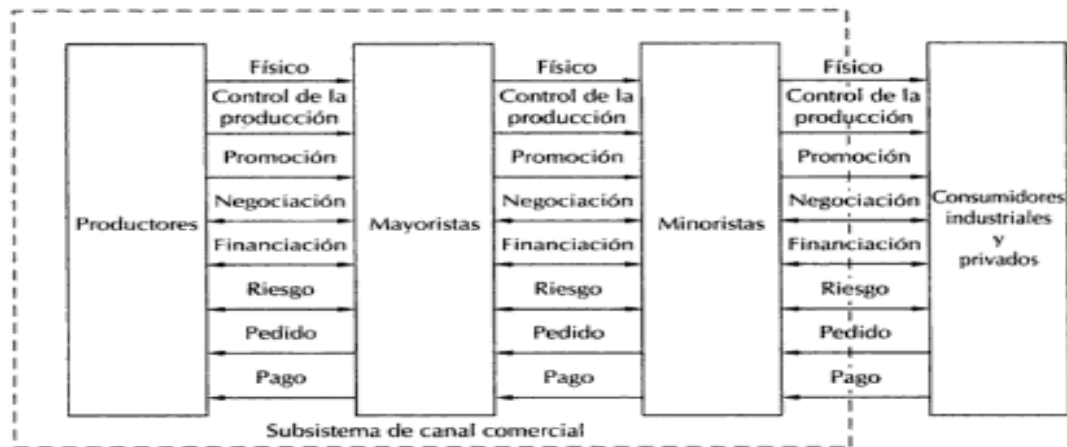 Físico
Físico
Físico
Control de la
producción
Control de la
producción
Control de la
producción
Promoción
Promoción
Promoción
Productores
Negociación
Mayoristas
Negociación
Minoristas
Negociación
Consumidores
industriales
y
privados
Financiación
Financiación
Financiación
Riesgo
Riesgo
Riesgo
Pedido
Pedido
Pedido
Pago
Pago
Pago
Subsistema de canal comercial